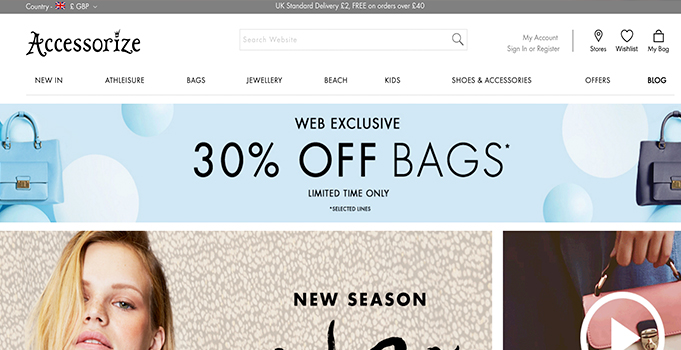 Country - £ GBP
UK Standard Delivery £2, FREE on orders over £40
Accessorize
Search Website
My Account
Sign In or Register
Stores
Wishlist
My Bag
NEW IN
ATHLEISURE
BAGS
JEWELLERY
BEACH
KIDS
SHOES & ACCESSORIES
OFFERS
BLOG
WEB EXCLUSIVE
30% OFF BAGS*
LIMITED TIME ONLY
*SELECTED LINES
NEW SEASON